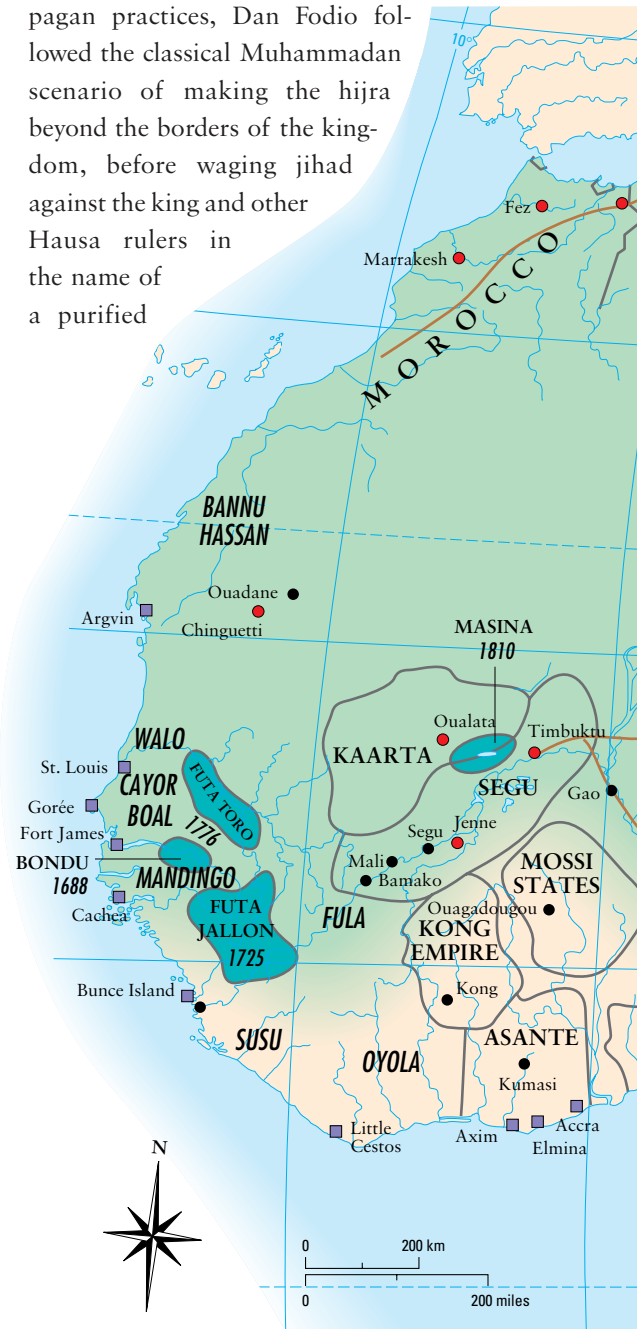 pagan practices, Dan Fodio fol-
lowed the classical Muhammadan
scenario of making the hijra
beyond the borders of the king-
dom, before waging jihad
against the king and other
Hausa rulers in
the name of
a purified
10°
Fez
Marrakesh
MOROCCO
BANNU
HASSAN
Ouadane
Argvin
Chinguetti
MASINA
1810
Oualata
Timbuktu
WALO
KAARTA
St. Louis
FUTA TORO
1776
CAYOR
BOAL
SEGU
Gao
Gorée
Fort James
Segu
Jenne
BONDU
1688
MANDINGO
Mali
Bamako
MOSSI
STATES
Cachea
FUTA
JALLON
1725
FULA
Ouagadougou
KONG
EMPIRE
Bunce Island
Kong
SUSU
OYOLA
ASANTE
Kumasi
Little
Cestos
Axim
Accra
Elmina
N
0 200 km
0 200 miles